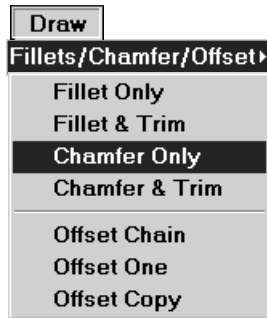 Draw
Fillets/Chamfer/Offset
Fillet Only
Fillet & Trim
Chamfer Only
Chamfer & Trim
Offset Chain
Offset One
Offset Copy